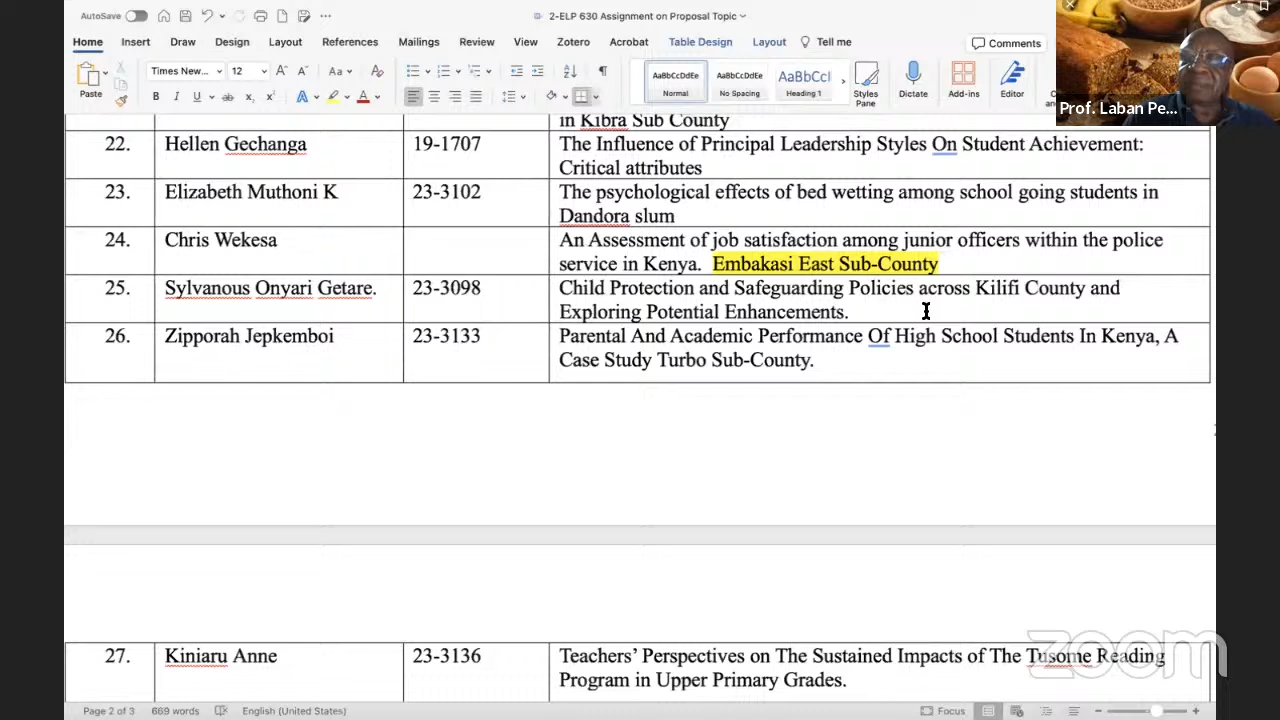 AutoSave
2-ELP 630 Assignment on Proposal Topic
Home Insert Draw Design Layout References Mailings Review View Zotero Acrobat Table Design Layout Tell me
Comments
Paste
Times New... 12
AaBbCcDdEe AaBbCcDdEe AaBbCcI
Normal No Spacing Heading 1
Styles Pane
Dictate
Add-ins
Editor
Prof. Laban Pe...
in Kibra Sub County
22. Hellen Gechanga 19-1707 The Influence of Principal Leadership Styles On Student Achievement:
Critical attributes
23. Elizabeth Muthoni K 23-3102 The psychological effects of bed wetting among school going students in
Dandora slum
24. Chris Wekesa An Assessment of job satisfaction among junior officers within the police
service in Kenya. Embakasi East Sub-County
25. Sylvanous Onyari Getare. 23-3098 Child Protection and Safeguarding Policies across Kilifi County and
Exploring Potential Enhancements.
26. Zipporah Jepkemboi 23-3133 Parental And Academic Performance Of High School Students In Kenya, A
Case Study Turbo Sub-County.
27. Kiniaru Anne 23-3136 Teachers’ Perspectives on The Sustained Impacts of The Tusome Reading
Program in Upper Primary Grades.
zoom
Page 2 of 3 669 words English (United States) Focus